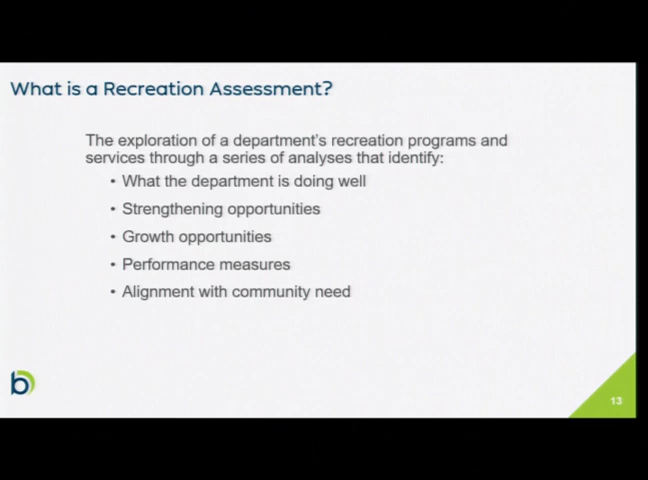 What is a Recreation Assessment?
The exploration of a department's recreation programs and
services through a series of analyses that identify:
• What the department is doing well
• Strengthening opportunities
• Growth opportunities
• Performance measures
• Alignment with community need
b
13